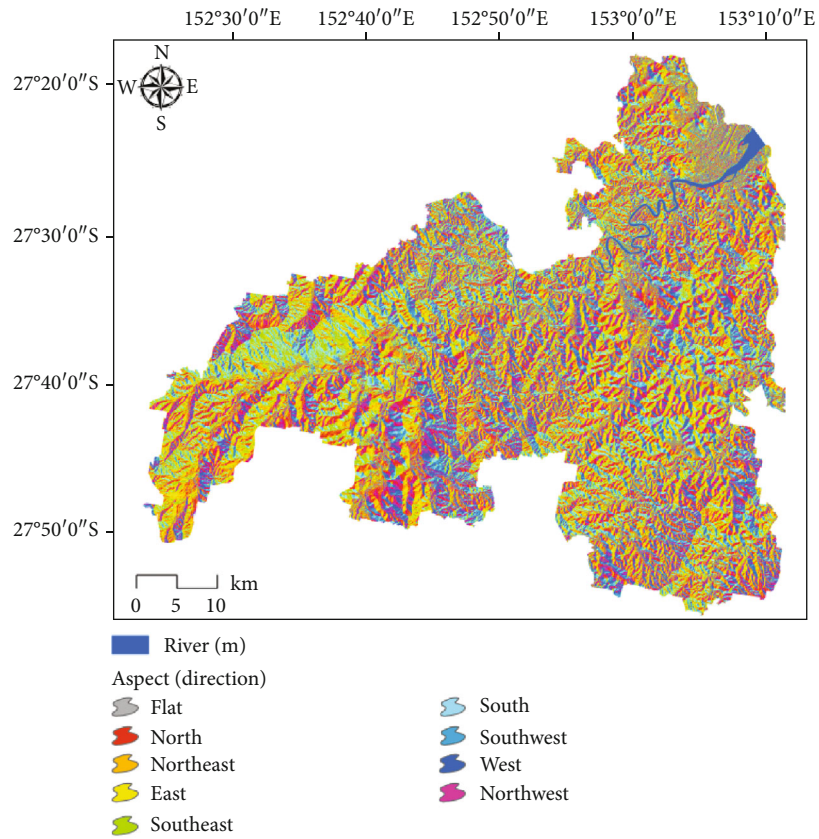 152°30′0″E 152°40′0″E 152°50′0″E 153°0′0″E 153°10′0″E
N
W E
S
27°20′0″S
27°30′0″S
27°40′0″S
27°50′0″S
km
0 5 10
River (m)
Aspect (direction)
Flat
North
Northeast
East
Southeast
South
Southwest
West
Northwest